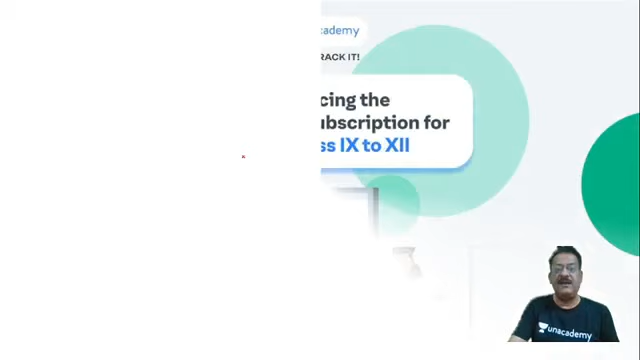 cademy
RACK IT!
cing the
ubscription for
ss IX to XII
unacademy